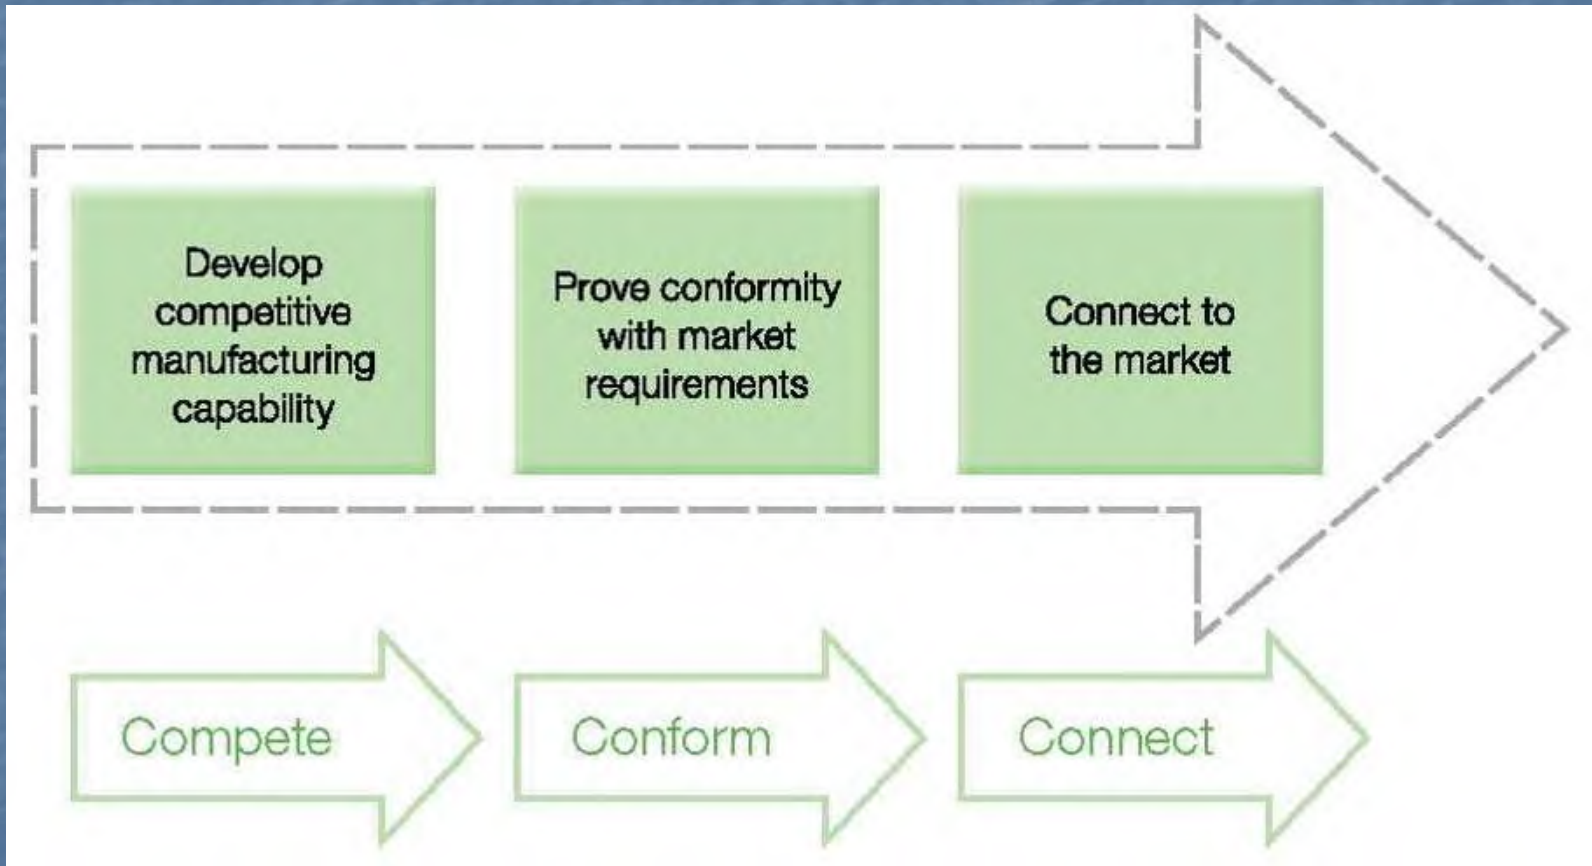 Develop
competitive
manufacturing
capability
Prove conformity
with market
requirements
Connect to
the market
Compete
Conform
Connect